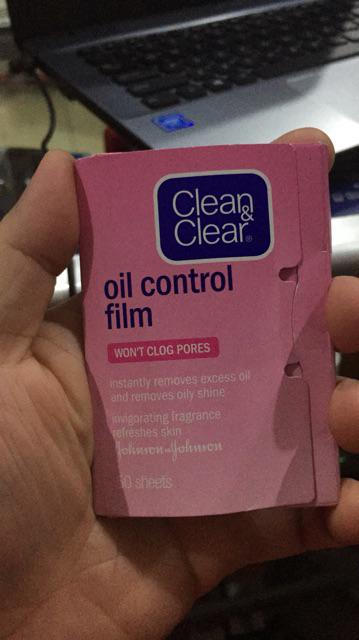 Clean &
Clear®
oil control
film
WON'T CLOG PORES
instantly removes excess oil
and removes oily shine
invigorating fragrance
refreshes skin
Johnson & Johnson
sheets